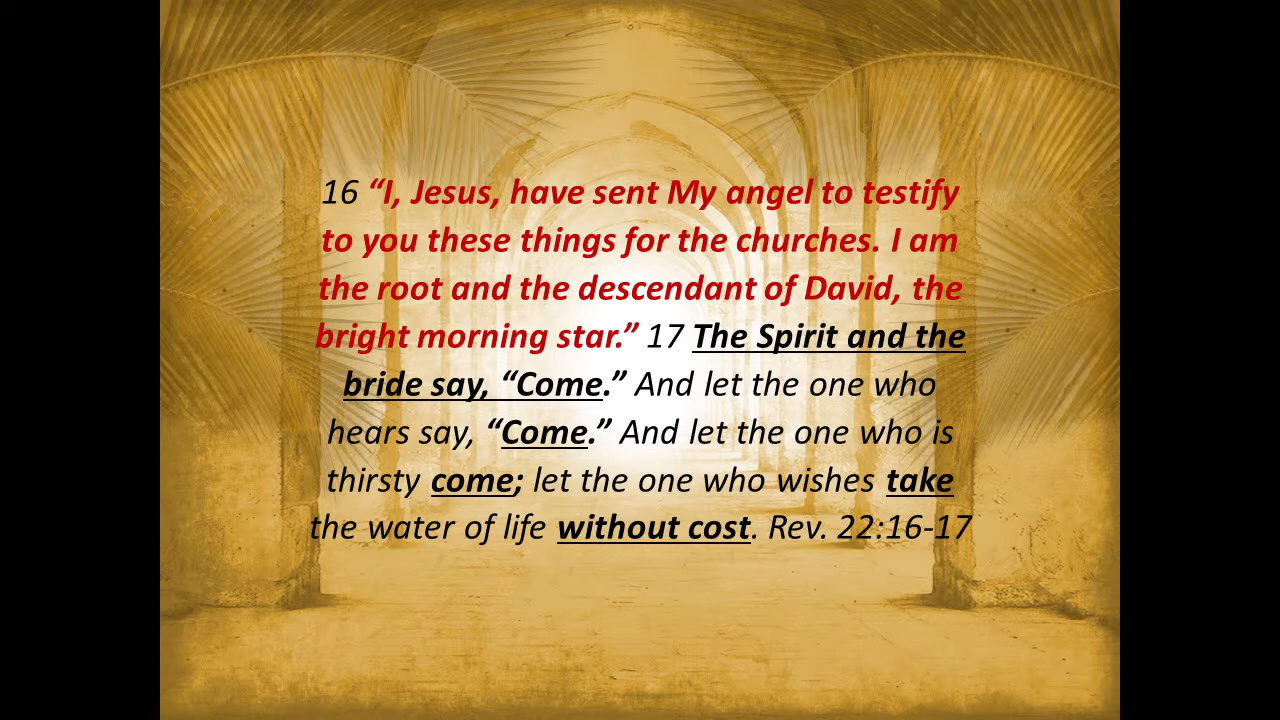 16 “I, Jesus, have sent My angel to testify
to you these things for the churches. I am
the root and the descendant of David, the
bright morning star.” 17 The Spirit and the
bride say, “Come.” And let the one who
hears say, “Come.” And let the one who is
thirsty come; let the one who wishes take
the water of life without cost. Rev. 22:16-17